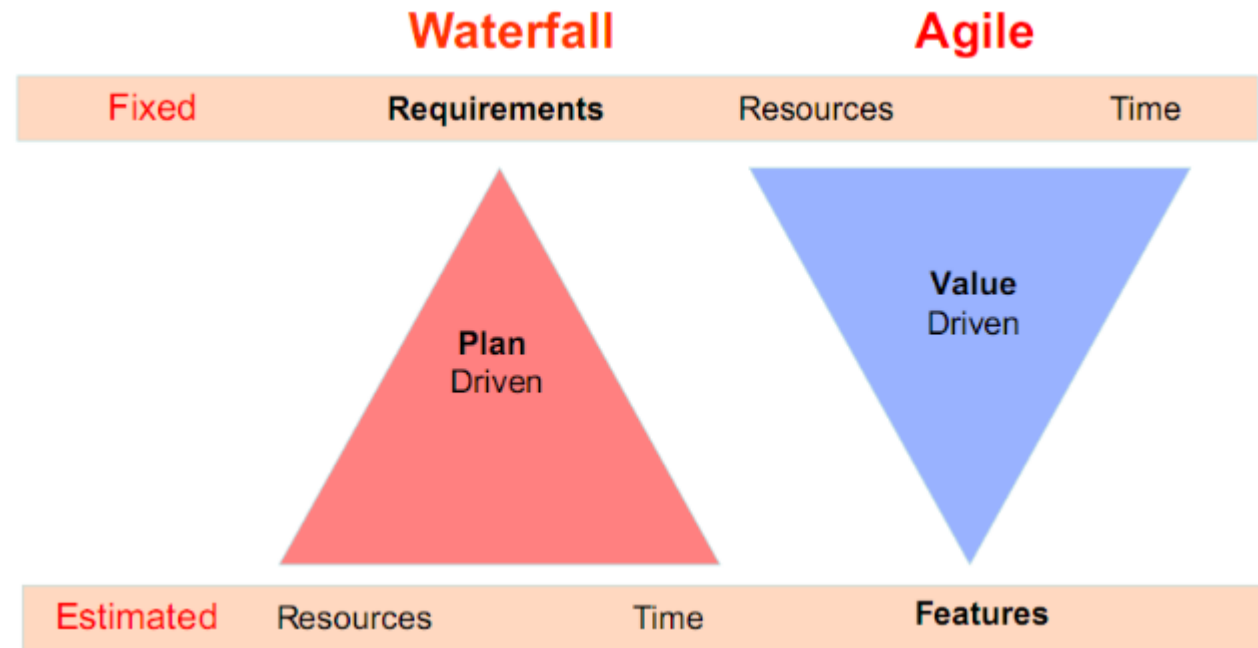 Waterfall Agile
Fixed Requirements Resources Time
Value
Driven
Plan
Driven
Estimated Resources Time Features